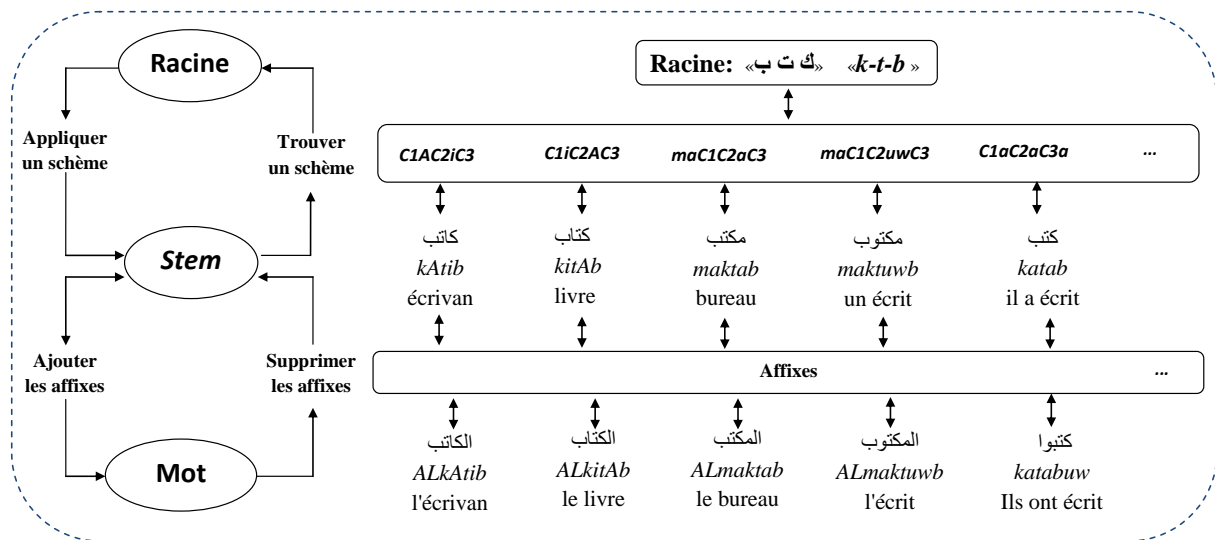 Racine
Appliquer
un schème
Trouver
un schème
Stem
Ajouter
les affixes
Supprimer
les affixes
Mot
Racine: «ك ت ب» «k-t-b »
C1AC2iC3 C1iC2AC3 maC1C2aC3 maC1C2uwC3 C1aC2aC3a ...
كاتب كتاب مكتب مكتوب كتب
kAtib kitAb maktab maktuwb katab
écrivan livre bureau un écrit il a écrit
Affixes ...
الكاتب الكتاب المكتب المكتوب كتبوا
ALkAtib ALkitAb ALmaktab ALmaktuwb katabuw
l'écrivan le livre le bureau l'écrit Ils ont écrit